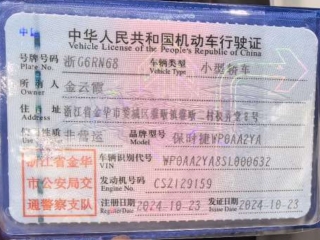 中华人民共和国机动车行驶证
Vehicle License of the People's Republic of China
号牌号码 浙G6RN68 车辆类型 小型轿车
Plate No. Vehicle Type
所有人 金云霞
Owner
住址 浙江省金华市婺城区
Address
使用性质 非营运 品牌型号 保时捷WP0AA2YA
Use Character Model
浙江省金华市公安局交通警察支队
车辆识别代号 WP0AA2YA8SL000632
VIN
发动机号码 CSZ129159
Engine No.
注册日期 2024-10-23 发证日期 2024-10-23
Register Date Issue Date